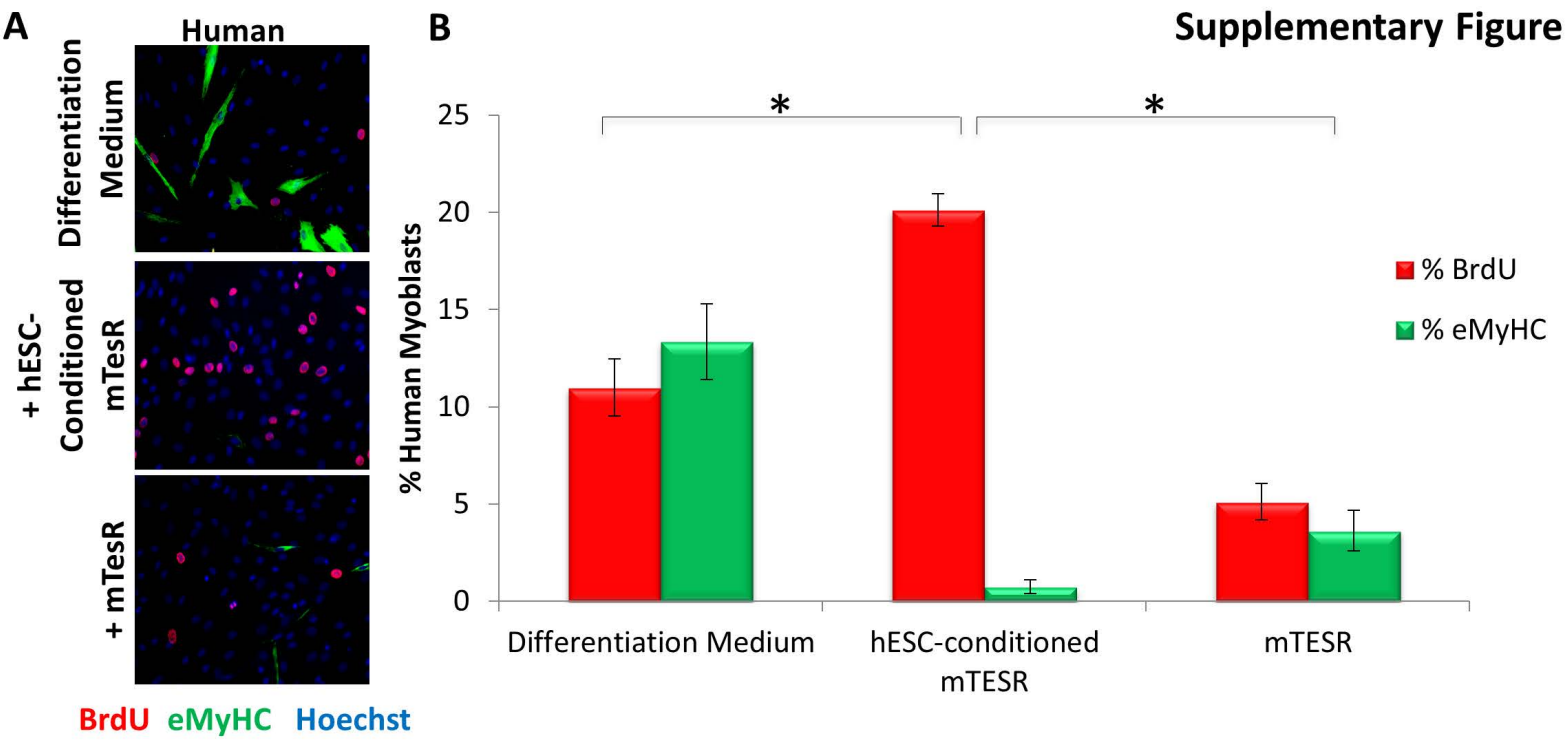 A
Human
B
Supplementary Figure
Differentiation
Medium
+ hESC-
Conditioned
mTesR
+ mTesR
BrdU eMyHC Hoechst
% Human Myoblasts
25
20
15
10
5
0
*
*
Differentiation Medium
hESC-conditioned
mTESR
mTESR
% BrdU
% eMyHC